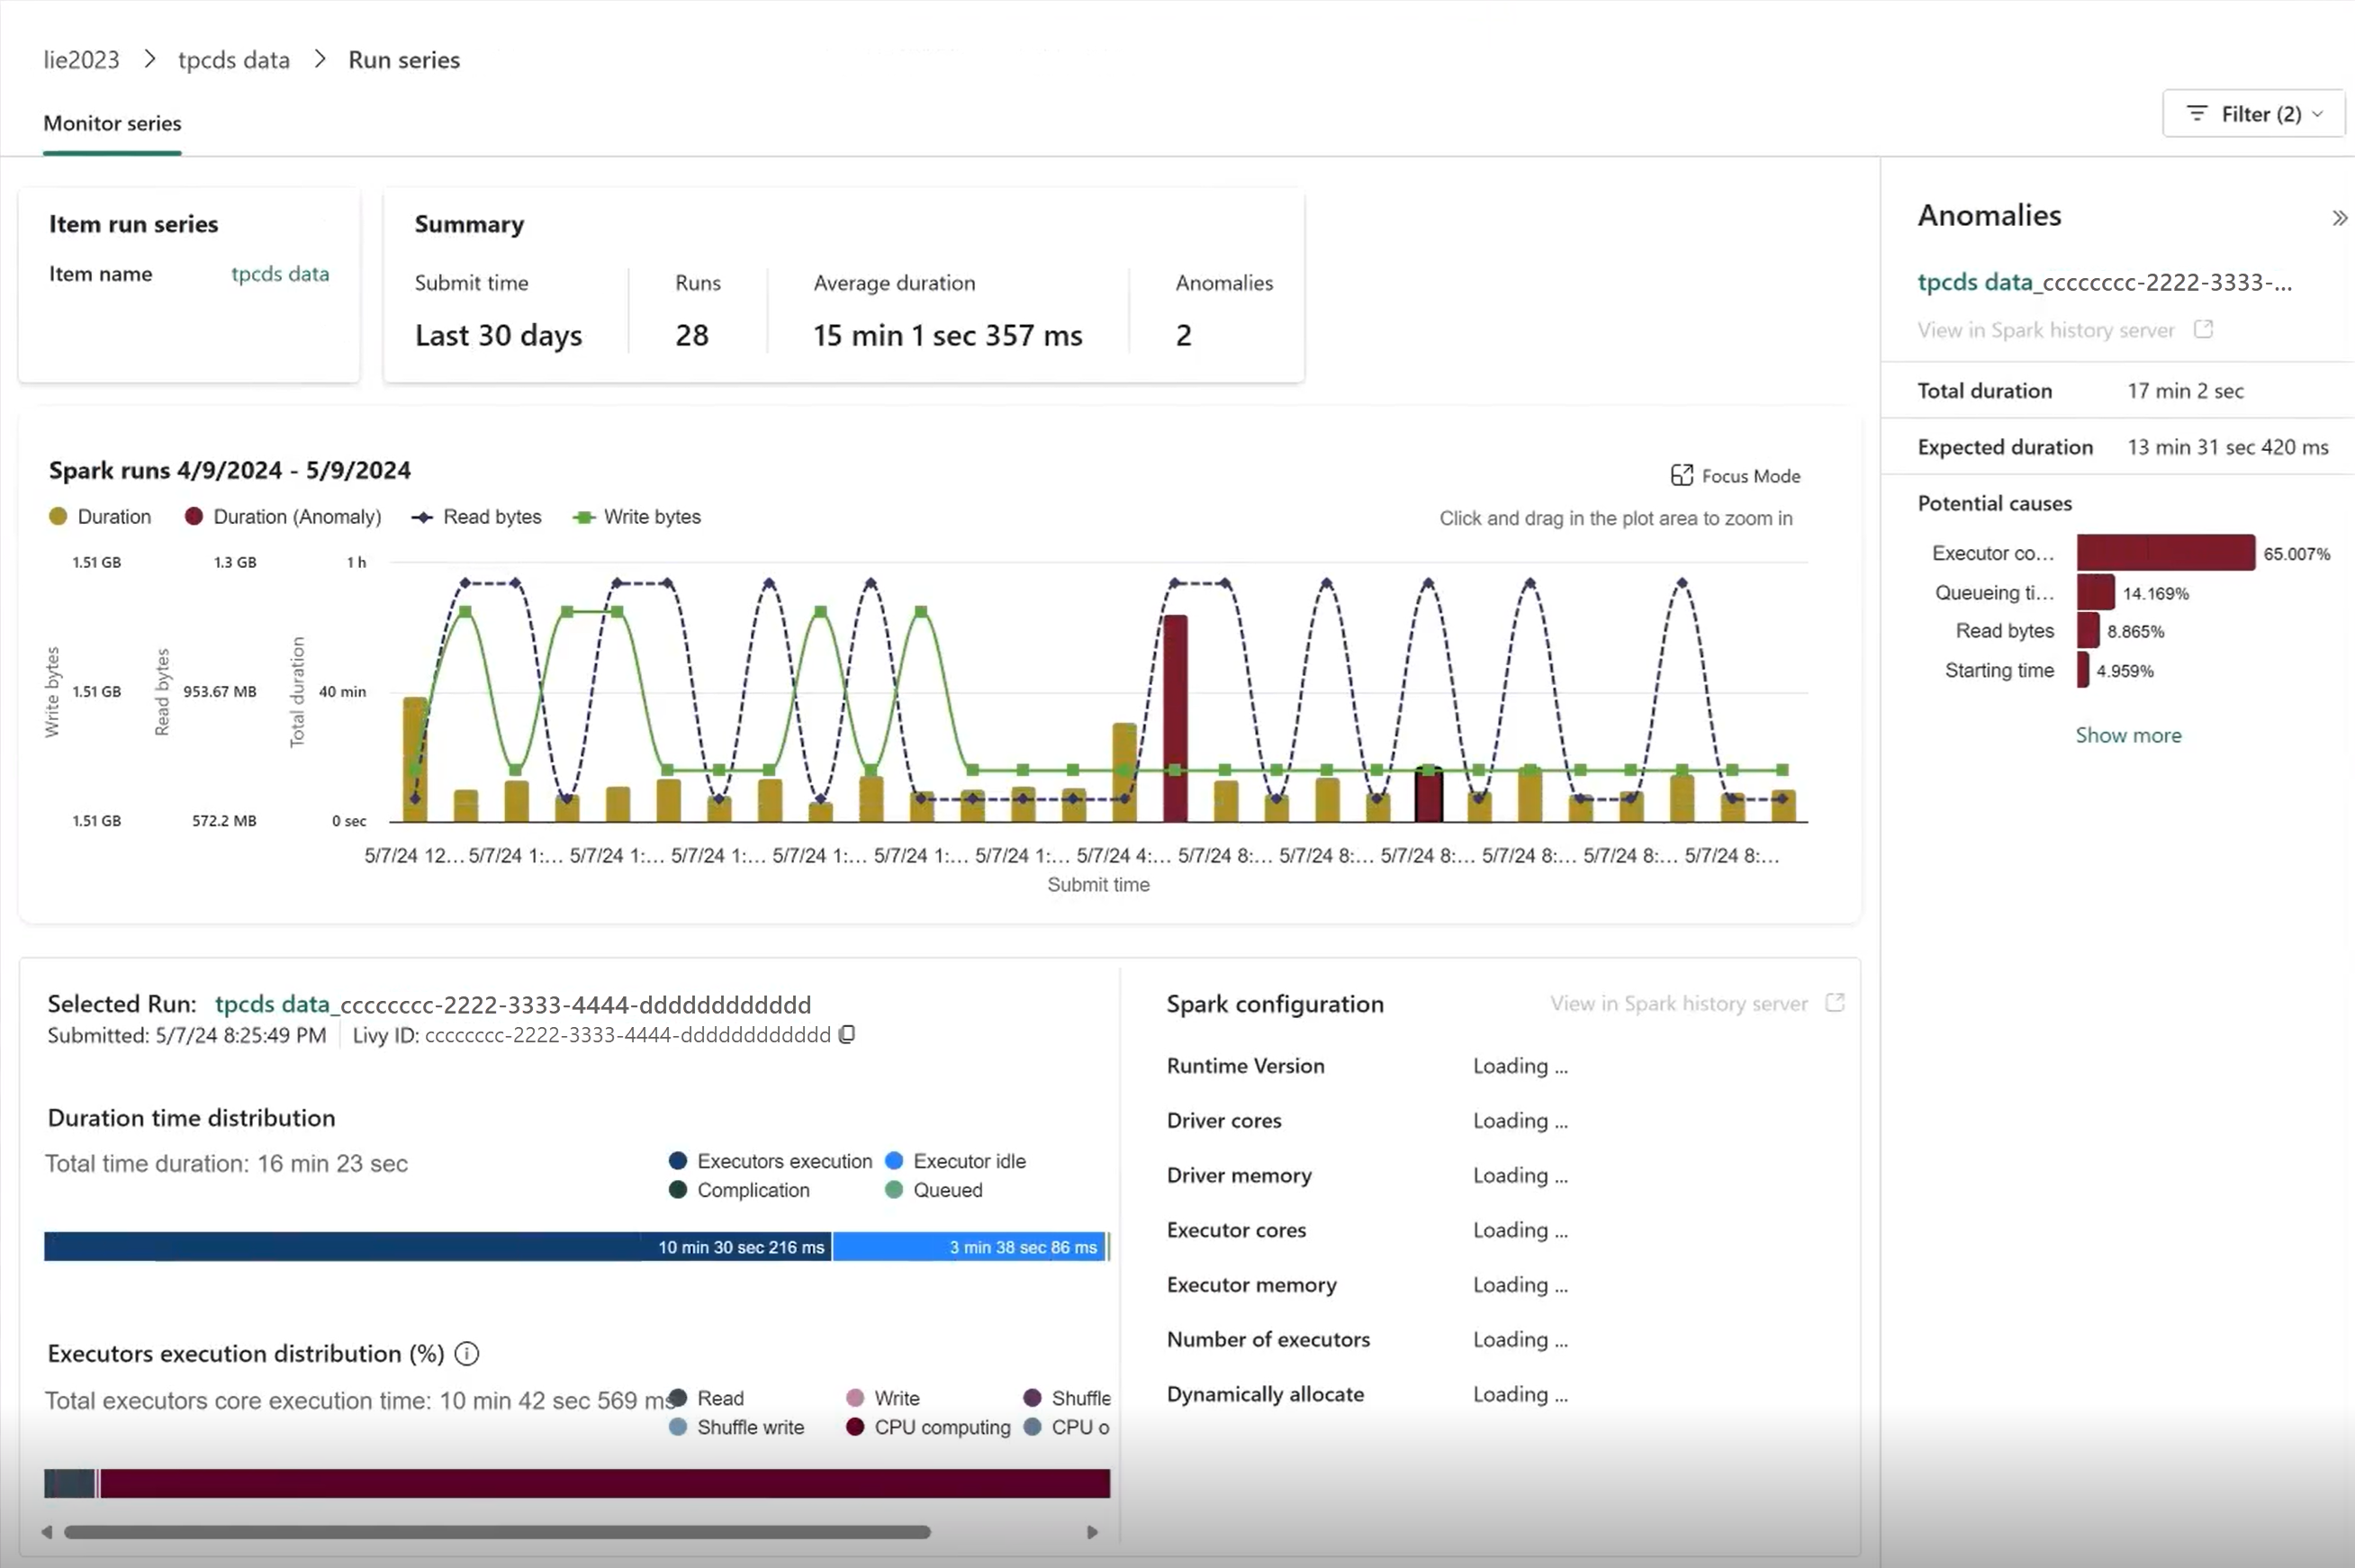 lie2023 > tpcds data > Run series
Monitor series
Filter (2)
Item run series
Item name tpcds data
Summary
Submit time Runs Average duration Anomalies
Last 30 days 28 15 min 1 sec 357 ms 2
Spark runs 4/9/2024 - 5/9/2024
Focus Mode
Duration Duration (Anomaly) Read bytes Write bytes
Click and drag in the plot area to zoom in
1.51 GB 1.3 GB 1 h
Write bytes
Read bytes
Total duration
1.51 GB 953.67 MB 40 min
1.51 GB 572.2 MB 0 sec
5/7/24 12... 5/7/24 1:... 5/7/24 1:... 5/7/24 1:... 5/7/24 1:... 5/7/24 1:... 5/7/24 1:... 5/7/24 4:... 5/7/24 8:... 5/7/24 8:... 5/7/24 8:... 5/7/24 8:... 5/7/24 8:... 5/7/24 8:...
Submit time
Selected Run: tpcds data_cccccccc-2222-3333-4444-dddddddddddd
Submitted: 5/7/24 8:25:49 PM Livy ID: cccccccc-2222-3333-4444-dddddddddddd
Duration time distribution
Total time duration: 16 min 23 sec
Executors execution Executor idle
Complication Queued
10 min 30 sec 216 ms 3 min 38 sec 86 ms
Executors execution distribution (%)
Total executors core execution time: 10 min 42 sec 569 ms
Read Write Shuffle
Shuffle write CPU computing CPU o
Spark configuration View in Spark history server
Runtime Version Loading ...
Driver cores Loading ...
Driver memory Loading ...
Executor cores Loading ...
Executor memory Loading ...
Number of executors Loading ...
Dynamically allocate Loading ...
Anomalies
tpcds data_cccccccc-2222-3333-...
View in Spark history server
Total duration 17 min 2 sec
Expected duration 13 min 31 sec 420 ms
Potential causes
Executor co... 65.007%
Queueing ti... 14.169%
Read bytes 8.865%
Starting time 4.959%
Show more